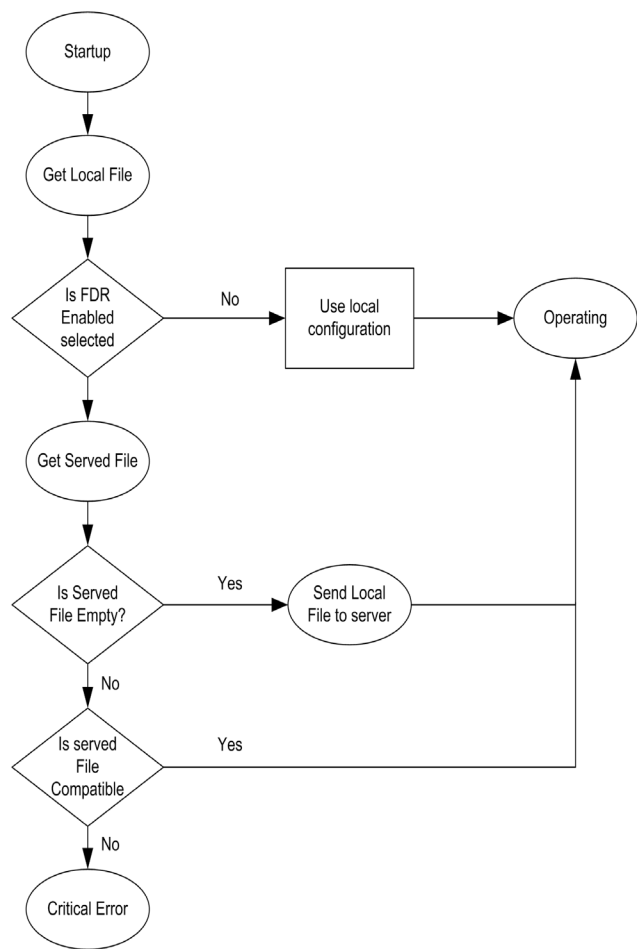 Startup
Get Local File
Is FDR
Enabled
selected
No
Use local
configuration
Operating
Get Served File
Is Served
File Empty?
Yes
Send Local
File to server
No
Is served
File
Compatible
Yes
No
Critical Error